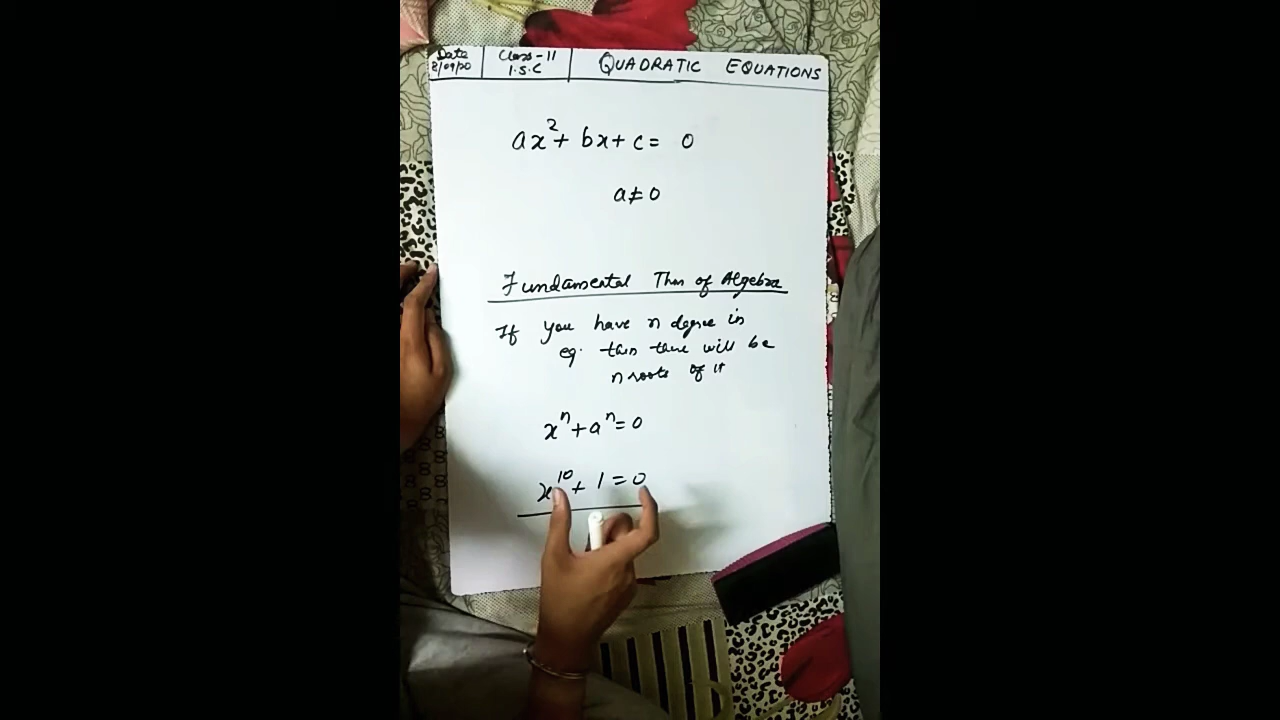 Date
8/09/20
Class-11
I.S.C
QUADRATIC EQUATIONS
ax²+ bx+c= 0
a≠0
Fundamental Thm of Algebra
If you have n degree in
eq. then there will be
n roots of it
xⁿ+aⁿ=0
x¹⁰+1=0